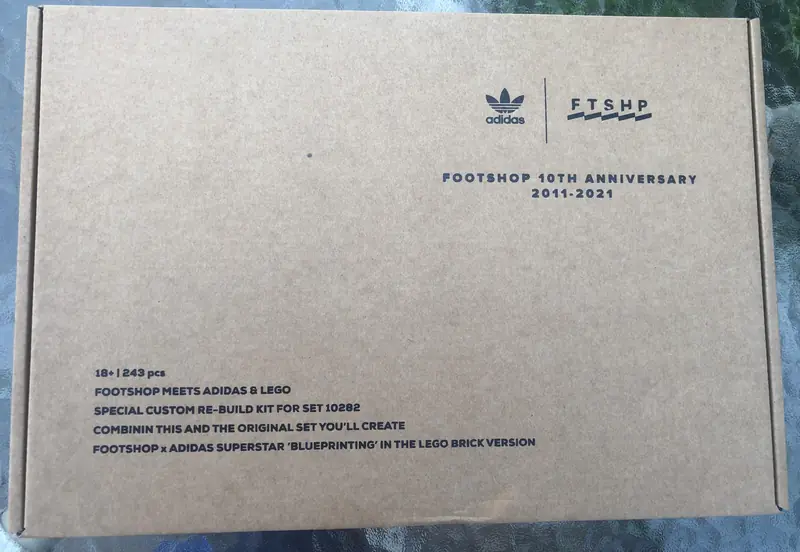 adidas
FTSHP
FOOTSHOP 10TH ANNIVERSARY
2011-2021
18+ | 243 pcs
FOOTSHOP MEETS ADIDAS & LEGO
SPECIAL CUSTOM RE-BUILD KIT FOR SET 10282
COMBININ THIS AND THE ORIGINAL SET YOU'LL CREATE
FOOTSHOP x ADIDAS SUPERSTAR 'BLUEPRINTING' IN THE LEGO BRICK VERSION